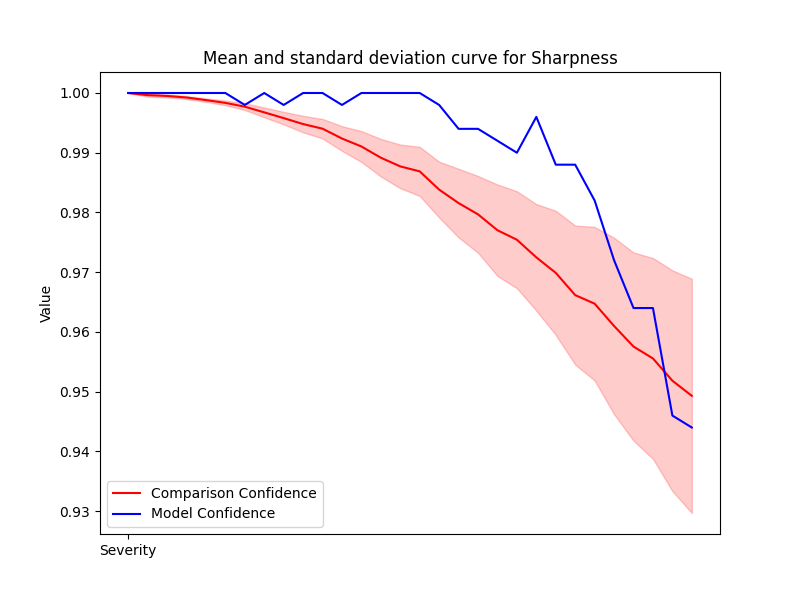 Mean and standard deviation curve for Sharpness
1.00
0.99
0.98
0.97
0.96
0.95
0.94
0.93
Value
Comparison Confidence
Model Confidence
Severity